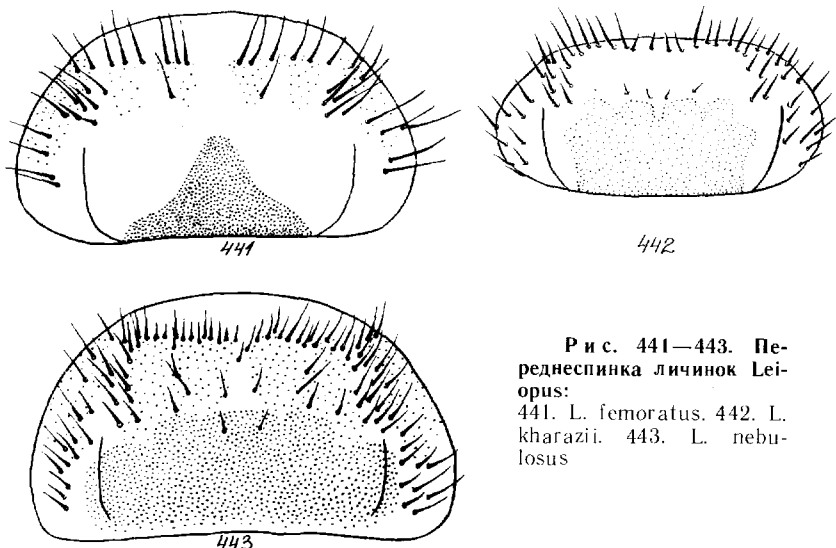 441
442
443
Рис. 441—443. Пе-
реднеспинка личинок Lei-
opus:
441. L. femoratus. 442. L.
kharazii. 443. L. nebu-
losus